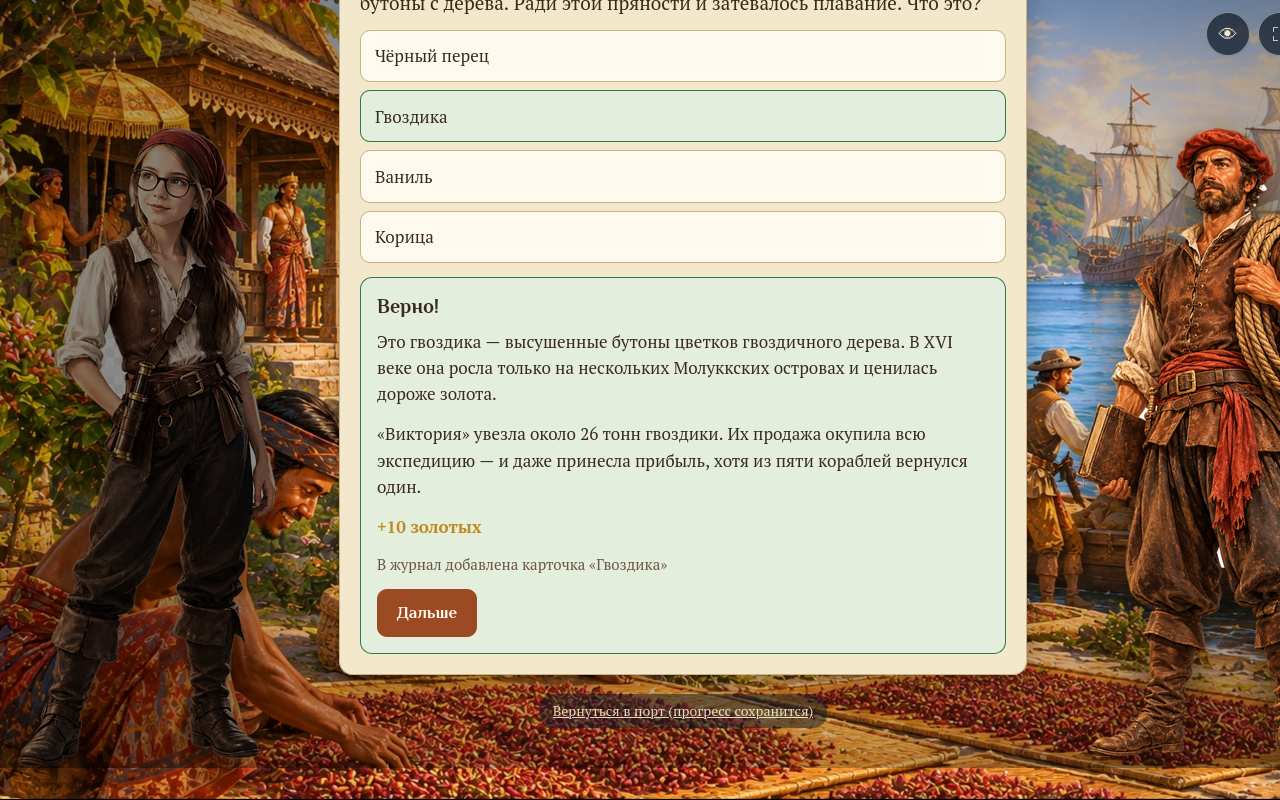 бутоны с дерева. Ради этой пряности и затевалось плавание. Что это?
Чёрный перец
Гвоздика
Ваниль
Корица
Верно!
Это гвоздика — высушенные бутоны цветков гвоздичного дерева. В XVI
веке она росла только на нескольких Молуккских островах и ценилась
дороже золота.
«Виктория» увезла около 26 тонн гвоздики. Их продажа окупила всю
экспедицию — и даже принесла прибыль, хотя из пяти кораблей вернулся
один.
+10 золотых
В журнал добавлена карточка «Гвоздика»
Дальше
Вернуться в порт (прогресс сохранится)